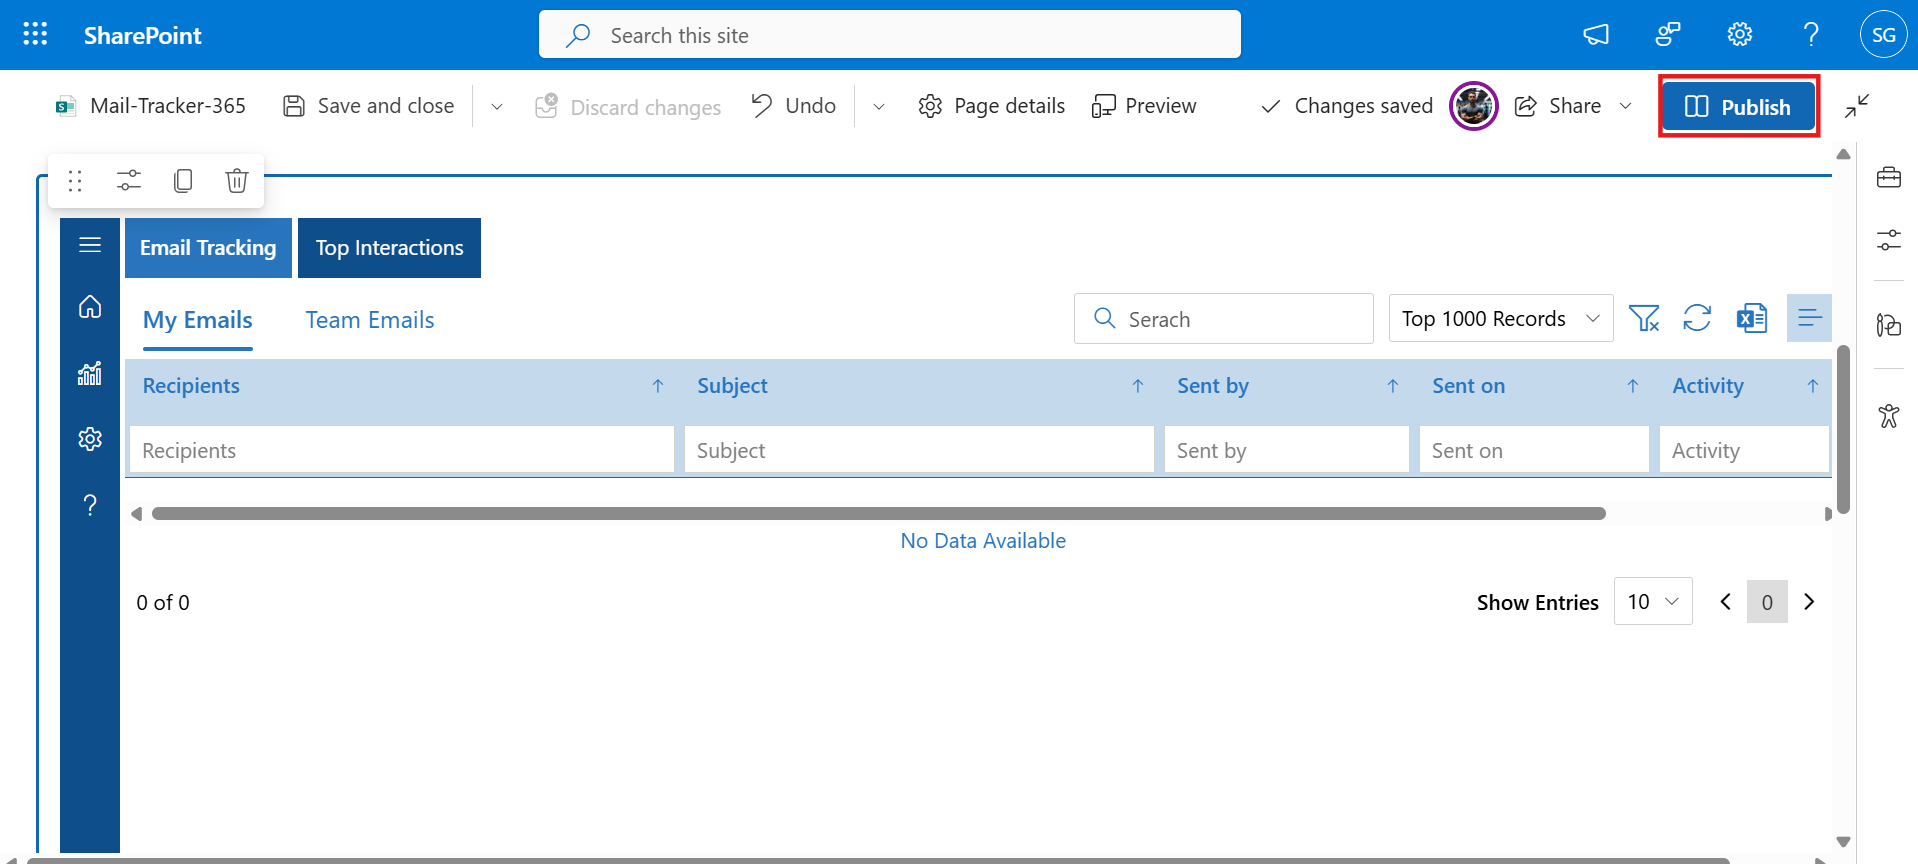 SharePoint
Search this site
SG
Mail-Tracker-365
Save and close
Discard changes
Undo
Page details
Preview
Changes saved
Share
Publish
Email Tracking
Top Interactions
My Emails
Team Emails
Serach
Top 1000 Records
Recipients
Subject
Sent by
Sent on
Activity
Recipients
Subject
Sent by
Sent on
Activity
No Data Available
0 of 0
Show Entries
10
0